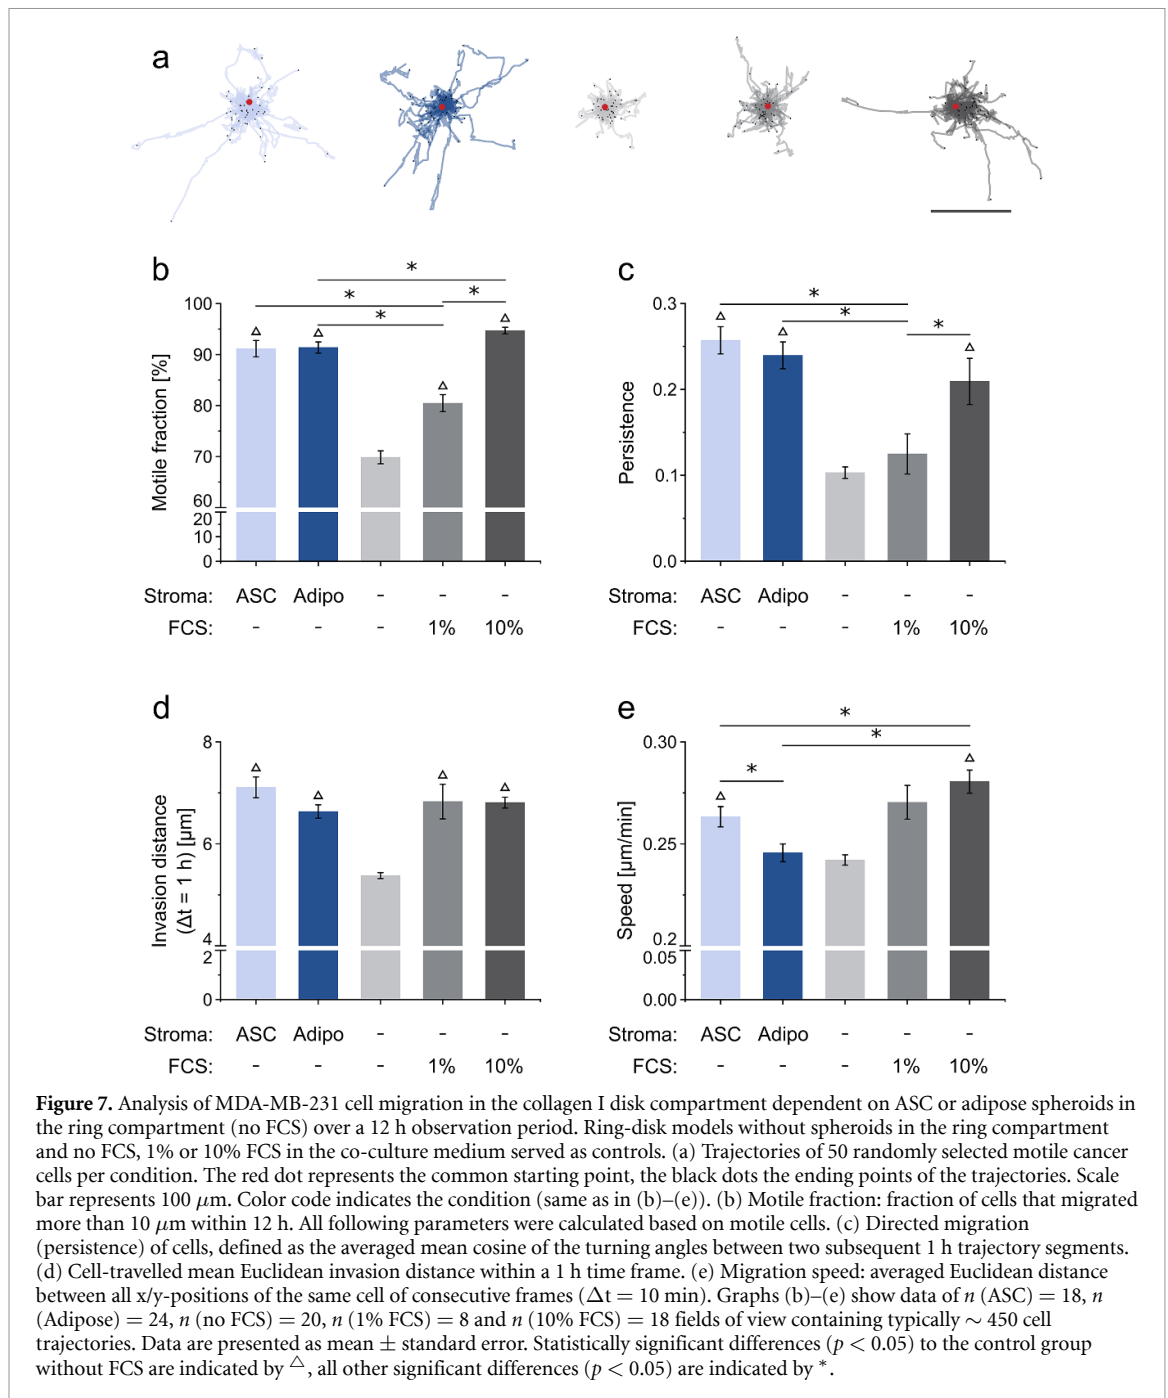 a
b
c
*
*
*
*
*
*
*
Δ
Δ
Δ
Δ
Δ
Δ
Δ
Motile fraction [%]
100
90
80
70
60
20
10
0
Persistence
0.3
0.2
0.1
0.0
Stroma: ASC Adipo - - -
FCS: - - - 1% 10%
Stroma: ASC Adipo - - -
FCS: - - - 1% 10%
d
e
*
*
*
Δ
Δ
Δ
Δ
Δ
Δ
Invasion distance
(Δt = 1 h) [μm]
8
6
4
2
0
Speed [μm/min]
0.30
0.25
0.2
0.05
0.00
Stroma: ASC Adipo - - -
FCS: - - - 1% 10%
Stroma: ASC Adipo - - -
FCS: - - - 1% 10%
Figure 7. Analysis of MDA-MB-231 cell migration in the collagen I disk compartment dependent on ASC or adipose spheroids in
the ring compartment (no FCS) over a 12 h observation period. Ring-disk models without spheroids in the ring compartment
and no FCS, 1% or 10% FCS in the co-culture medium served as controls. (a) Trajectories of 50 randomly selected motile cancer
cells per condition. The red dot represents the common starting point, the black dots the ending points of the trajectories. Scale
bar represents 100 μm. Color code indicates the condition (same as in (b)–(e)). (b) Motile fraction: fraction of cells that migrated
more than 10 μm within 12 h. All following parameters were calculated based on motile cells. (c) Directed migration
(persistence) of cells, defined as the averaged mean cosine of the turning angles between two subsequent 1 h trajectory segments.
(d) Cell-travelled mean Euclidean invasion distance within a 1 h time frame. (e) Migration speed: averaged Euclidean distance
between all x/y-positions of the same cell of consecutive frames (Δt = 10 min). Graphs (b)–(e) show data of n (ASC) = 18, n
(Adipose) = 24, n (no FCS) = 20, n (1% FCS) = 8 and n (10% FCS) = 18 fields of view containing typically ∼ 450 cell
trajectories. Data are presented as mean ± standard error. Statistically significant differences (p < 0.05) to the control group
without FCS are indicated by △, all other significant differences (p < 0.05) are indicated by *.